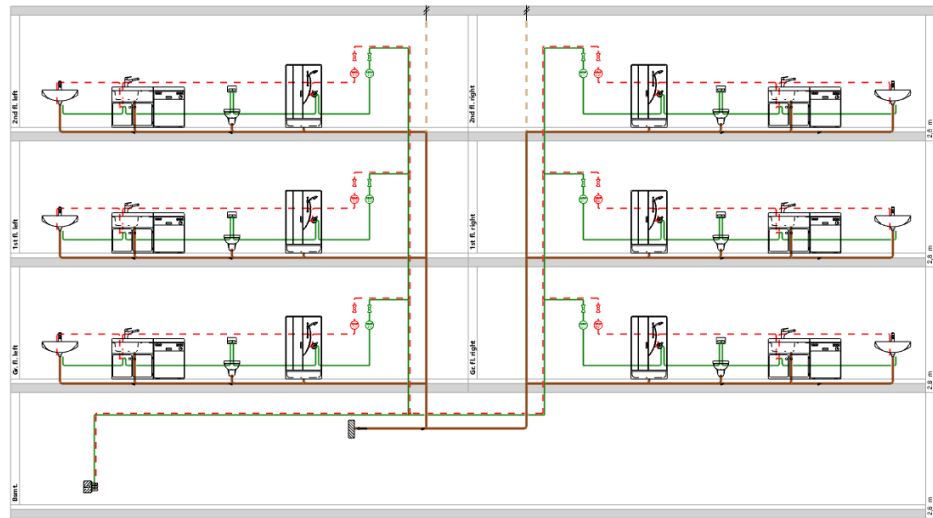 2nd fl. left
2nd fl. right
2,8 m
1st fl. left
1st fl. right
2,8 m
Gr. fl. left
Gr. fl. right
2,8 m
Bsmt.
2,8 m